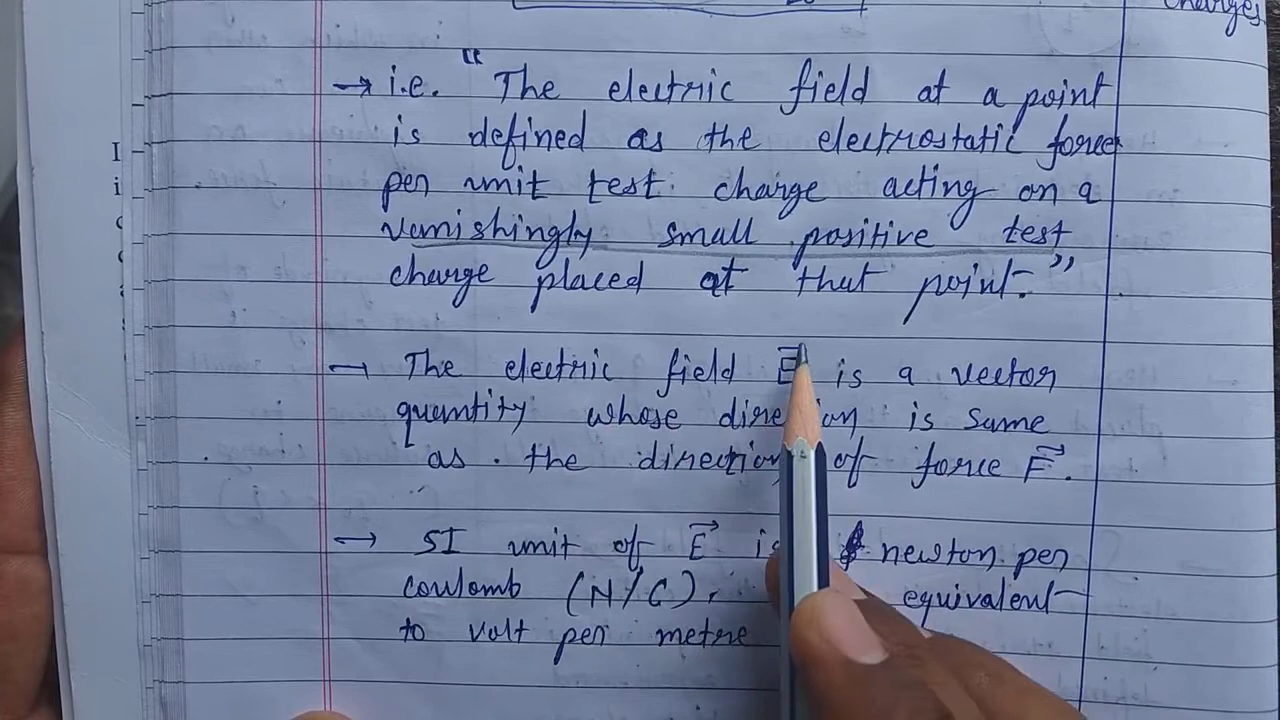 charges
→ i.e. "The electric field at a point
is defined as the electrostatic force
per unit test charge acting on a
vanishingly small positive test
charge placed at that point."
→ The electric field E⃗ is a vector
quantity whose direction is same
as the direction of force F⃗.
→ SI unit of E⃗ is newton per
coulomb (N/C), equivalent
to volt per metre